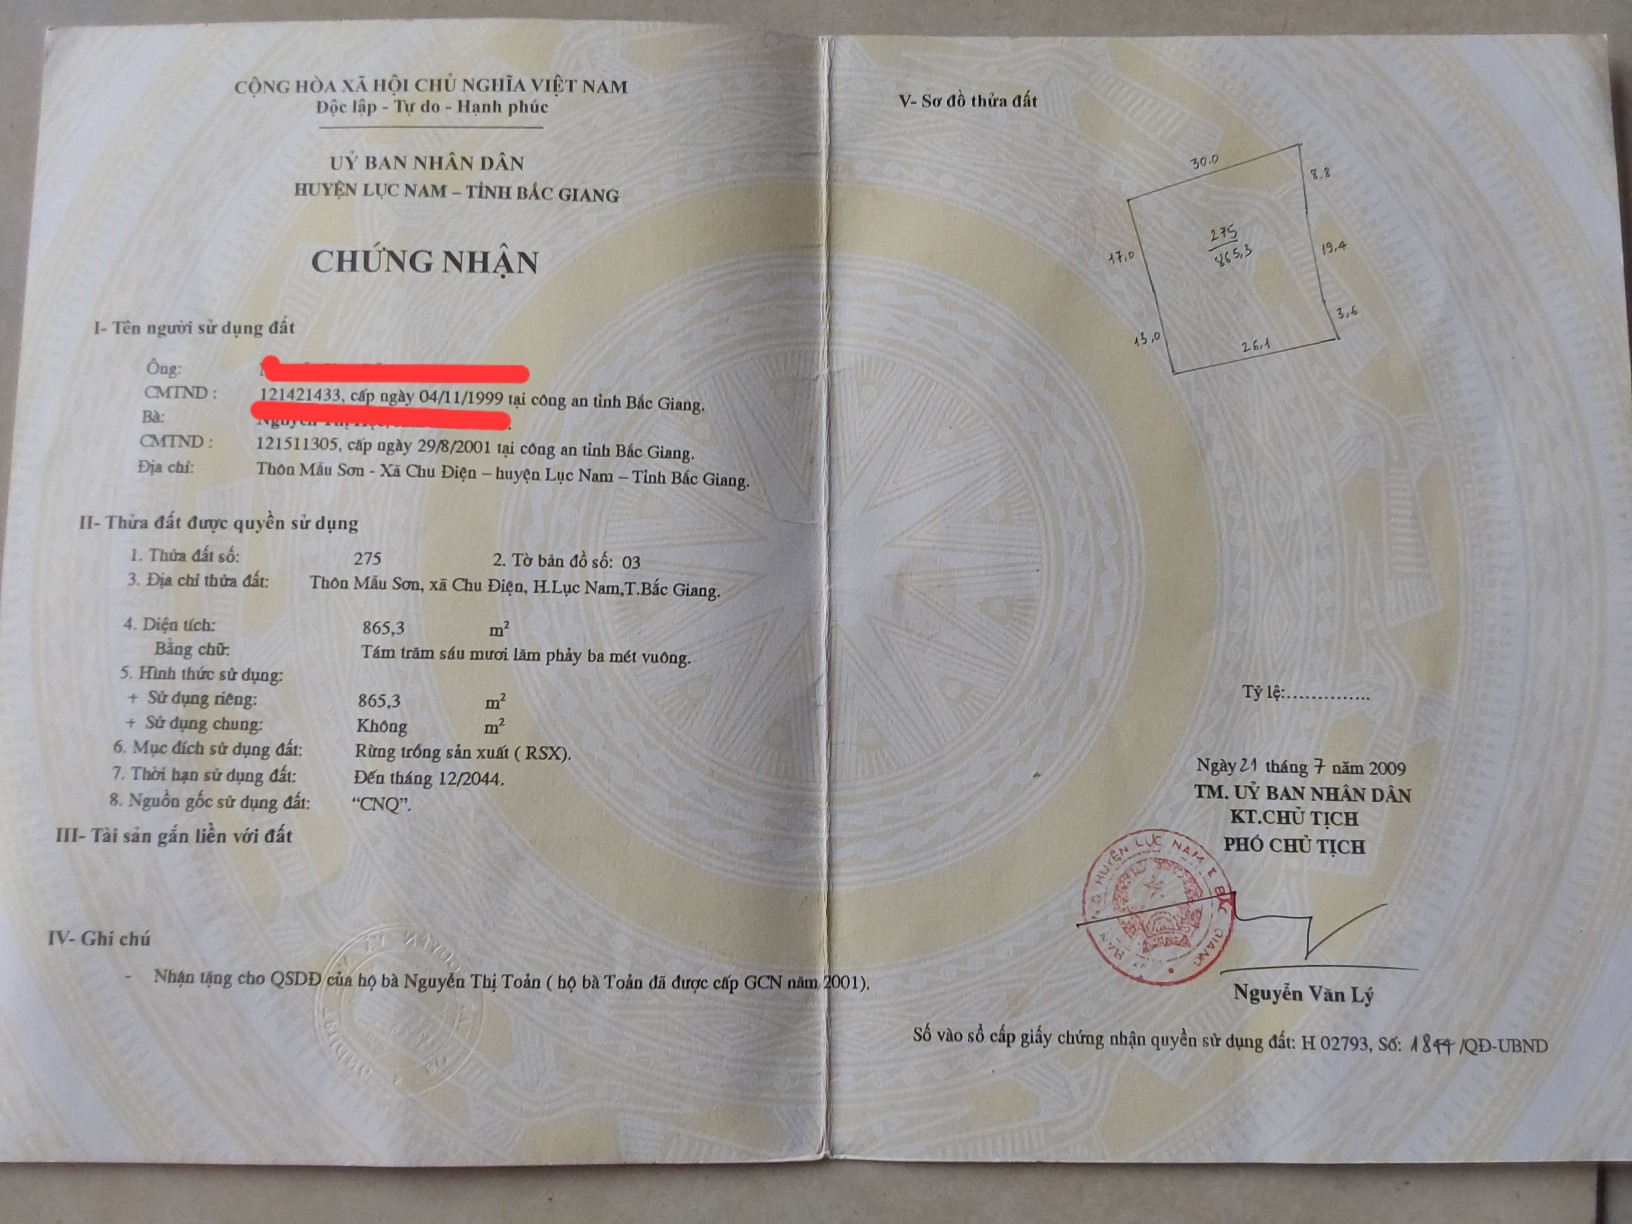 CỘNG HÒA XÃ HỘI CHỦ NGHĨA VIỆT NAM
Độc lập - Tự do - Hạnh phúc
UỶ BAN NHÂN DÂN
HUYỆN LỤC NAM – TỈNH BẮC GIANG
CHỨNG NHẬN
I- Tên người sử dụng đất
Ông:
CMTND : 121421433, cấp ngày 04/11/1999 tại công an tỉnh Bắc Giang.
Bà:
CMTND : 121511305, cấp ngày 29/8/2001 tại công an tỉnh Bắc Giang.
Địa chỉ: Thôn Mẫu Sơn - Xã Chu Điện – huyện Lục Nam – Tỉnh Bắc Giang.
II- Thửa đất được quyền sử dụng
1. Thửa đất số: 275 2. Tờ bản đồ số: 03
3. Địa chỉ thửa đất: Thôn Mẫu Sơn, xã Chu Điện, H.Lục Nam,T.Bắc Giang.
4. Diện tích: 865,3 m²
Bằng chữ: Tám trăm sáu mươi lăm phảy ba mét vuông.
5. Hình thức sử dụng:
+ Sử dụng riêng: 865,3 m²
+ Sử dụng chung: Không m²
6. Mục đích sử dụng đất: Rừng trồng sản xuất ( RSX).
7. Thời hạn sử dụng đất: Đến tháng 12/2044.
8. Nguồn gốc sử dụng đất: “CNQ”.
III- Tài sản gắn liền với đất
IV- Ghi chú
- Nhận tặng cho QSDĐ của hộ bà Nguyễn Thị Toản ( hộ bà Toản đã được cấp GCN năm 2001).
V- Sơ đồ thửa đất
30.0
8.8
275
865,3
17,0
19,4
13,0
3,6
26,1
Tỷ lệ:..............
Ngày 21 tháng 7 năm 2009
TM. UỶ BAN NHÂN DÂN
KT.CHỦ TỊCH
PHÓ CHỦ TỊCH
HUYỆN LỤC NAM T. BẮC GIANG
Nguyễn Văn Lý
Số vào sổ cấp giấy chứng nhận quyền sử dụng đất: H 02793, Số: 1844/QĐ-UBND